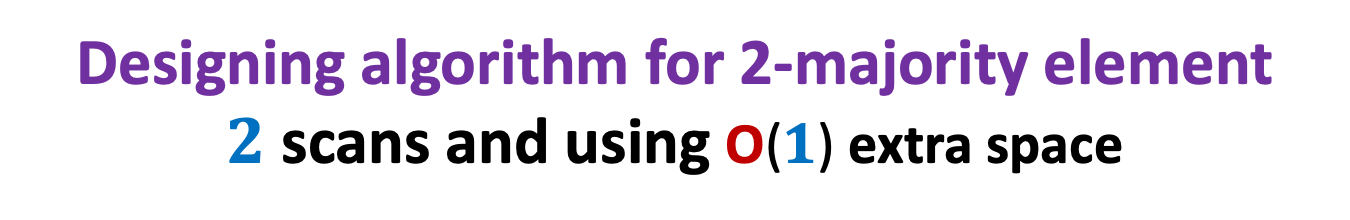 Designing algorithm for 2-majority element
2 scans and using O(1) extra space